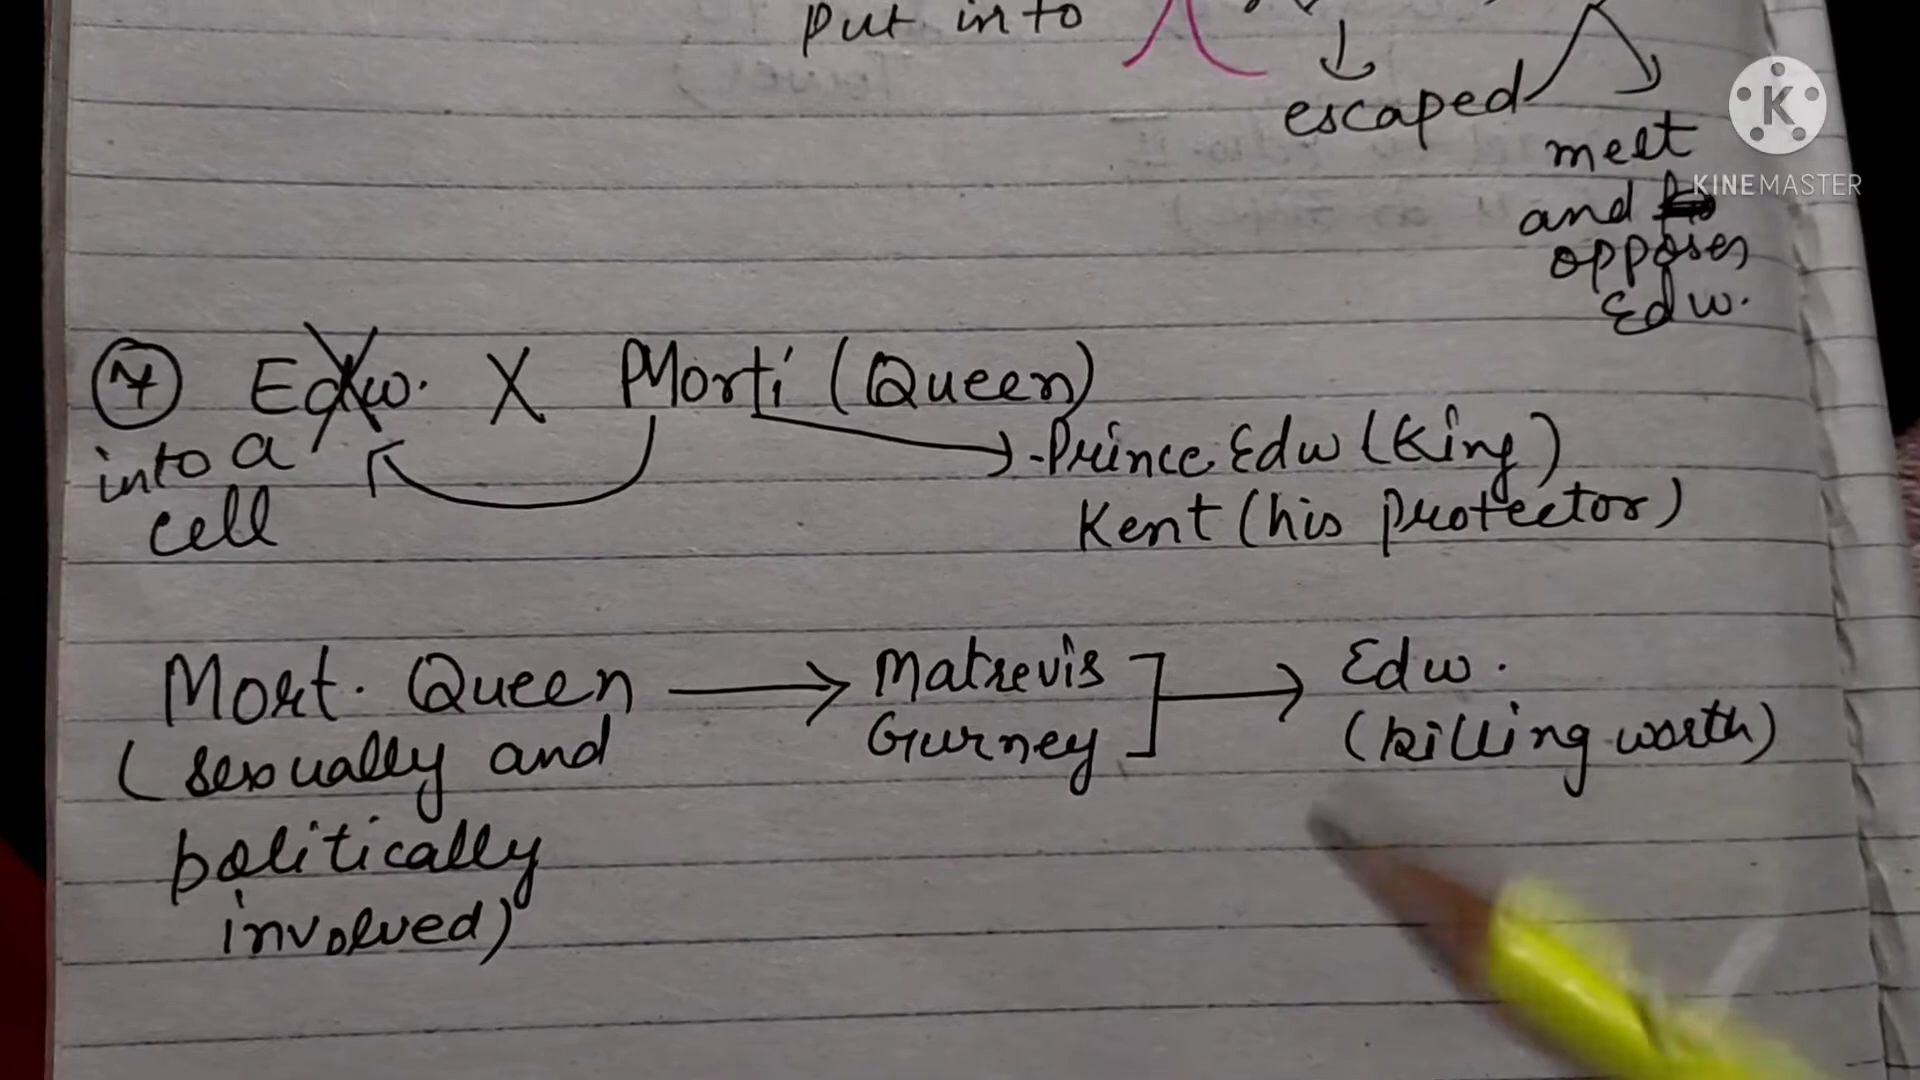 put into
escaped
meet
and
opposes
Edw.
K
KINEMASTER
7 Edw. X Morti (Queen)
into a
cell
Prince Edw (King)
Kent (his protector)
Mort. Queen → Matrevis
Gurney → Edw.
(sexually and
(killing worth)
politically
involved)